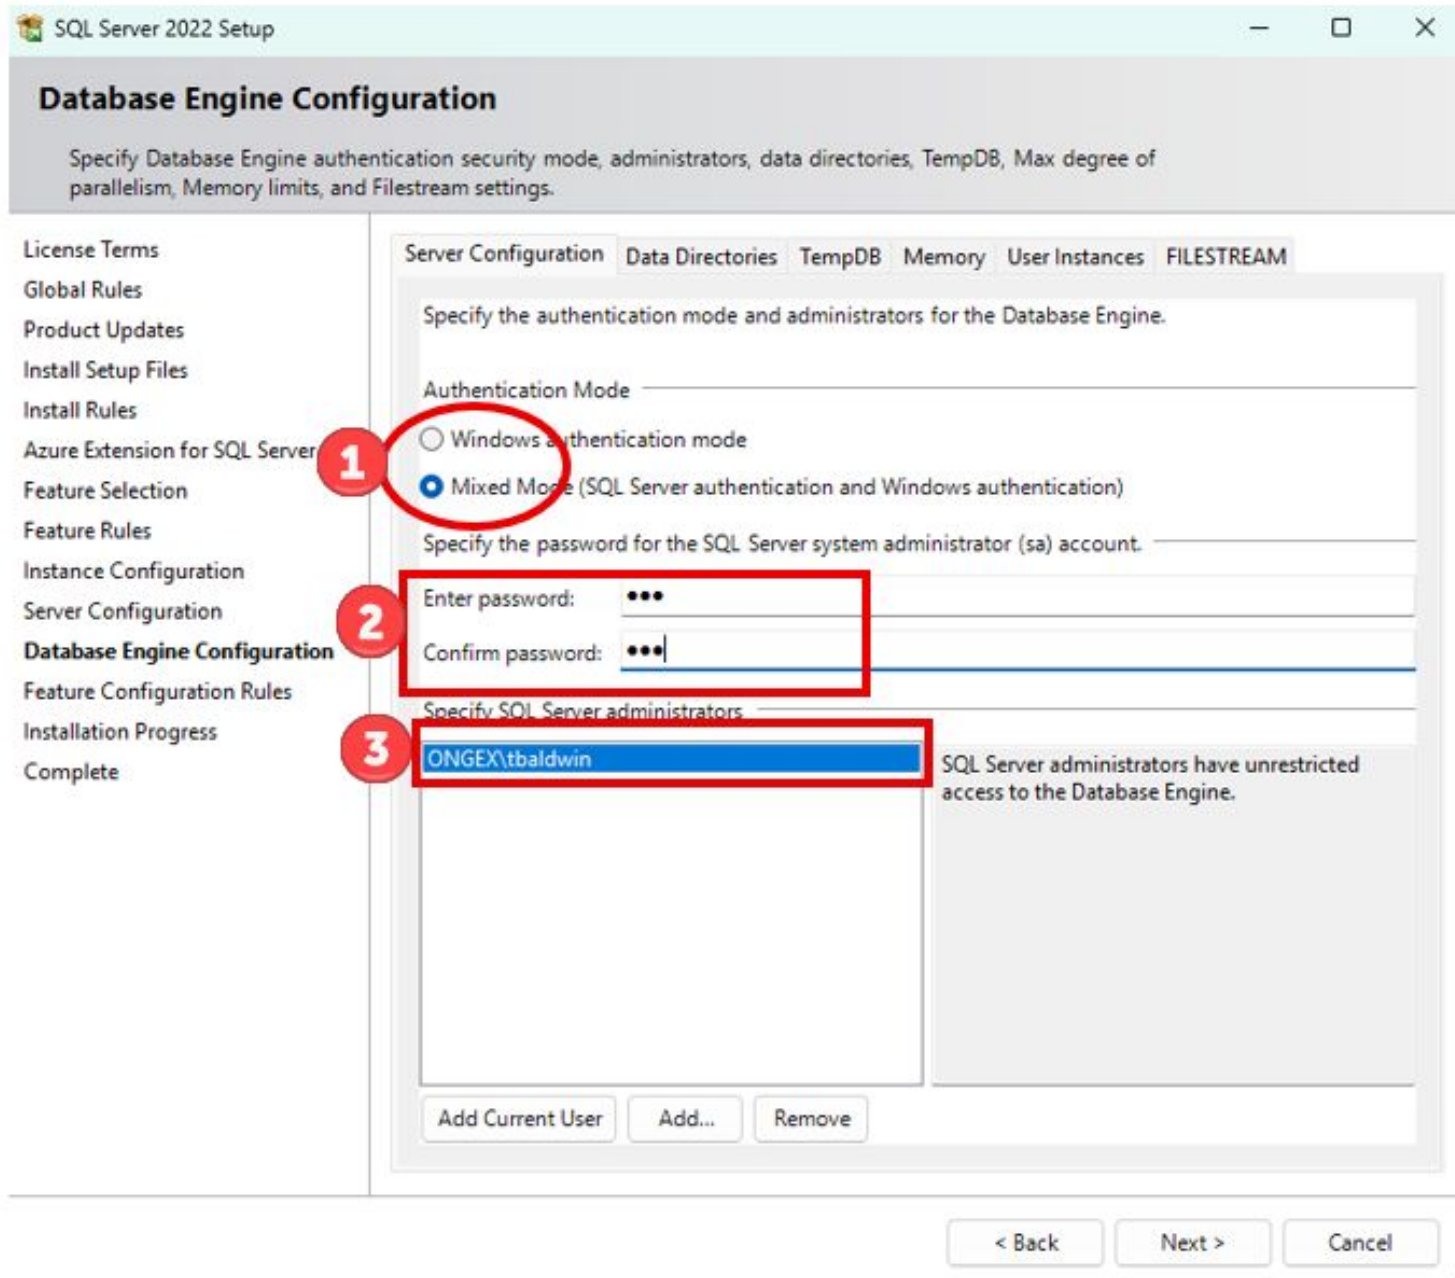 SQL Server 2022 Setup
Database Engine Configuration
Specify Database Engine authentication security mode, administrators, data directories, TempDB, Max degree of
parallelism, Memory limits, and Filestream settings.
License Terms
Global Rules
Product Updates
Install Setup Files
Install Rules
Azure Extension for SQL Server
Feature Selection
Feature Rules
Instance Configuration
Server Configuration
Database Engine Configuration
Feature Configuration Rules
Installation Progress
Complete
Server Configuration Data Directories TempDB Memory User Instances FILESTREAM
Specify the authentication mode and administrators for the Database Engine.
Authentication Mode
1
Windows authentication mode
Mixed Mode (SQL Server authentication and Windows authentication)
Specify the password for the SQL Server system administrator (sa) account.
2
Enter password: •••
Confirm password: •••
Specify SQL Server administrators
3
ONGEX\tbaldwin
SQL Server administrators have unrestricted
access to the Database Engine.
Add Current User Add... Remove
< Back Next > Cancel